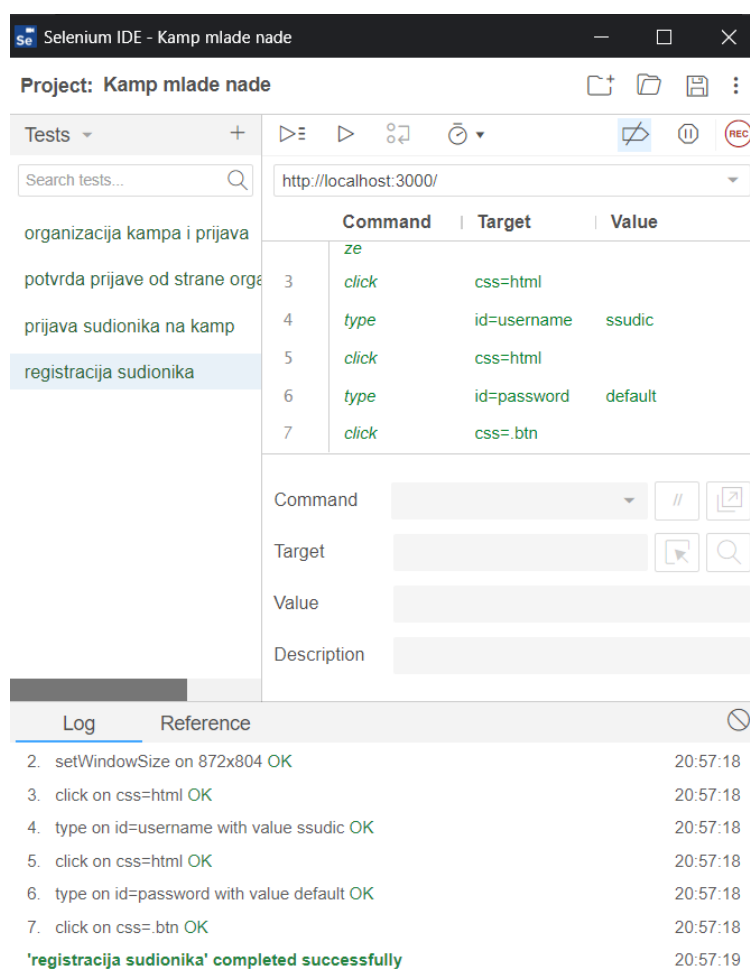 Se Selenium IDE - Kamp mlade nade
Project: Kamp mlade nade
Tests
Search tests...
organizacija kampa i prijava
potvrda prijave od strane orga
prijava sudionika na kamp
registracija sudionika
REC
http://localhost:3000/
Command Target Value
ze
3 click css=html
4 type id=username ssudic
5 click css=html
6 type id=password default
7 click css=.btn
Command //
Target
Value
Description
Log Reference
2. setWindowSize on 872x804 OK 20:57:18
3. click on css=html OK 20:57:18
4. type on id=username with value ssudic OK 20:57:18
5. click on css=html OK 20:57:18
6. type on id=password with value default OK 20:57:18
7. click on css=.btn OK 20:57:18
'registracija sudionika' completed successfully 20:57:19